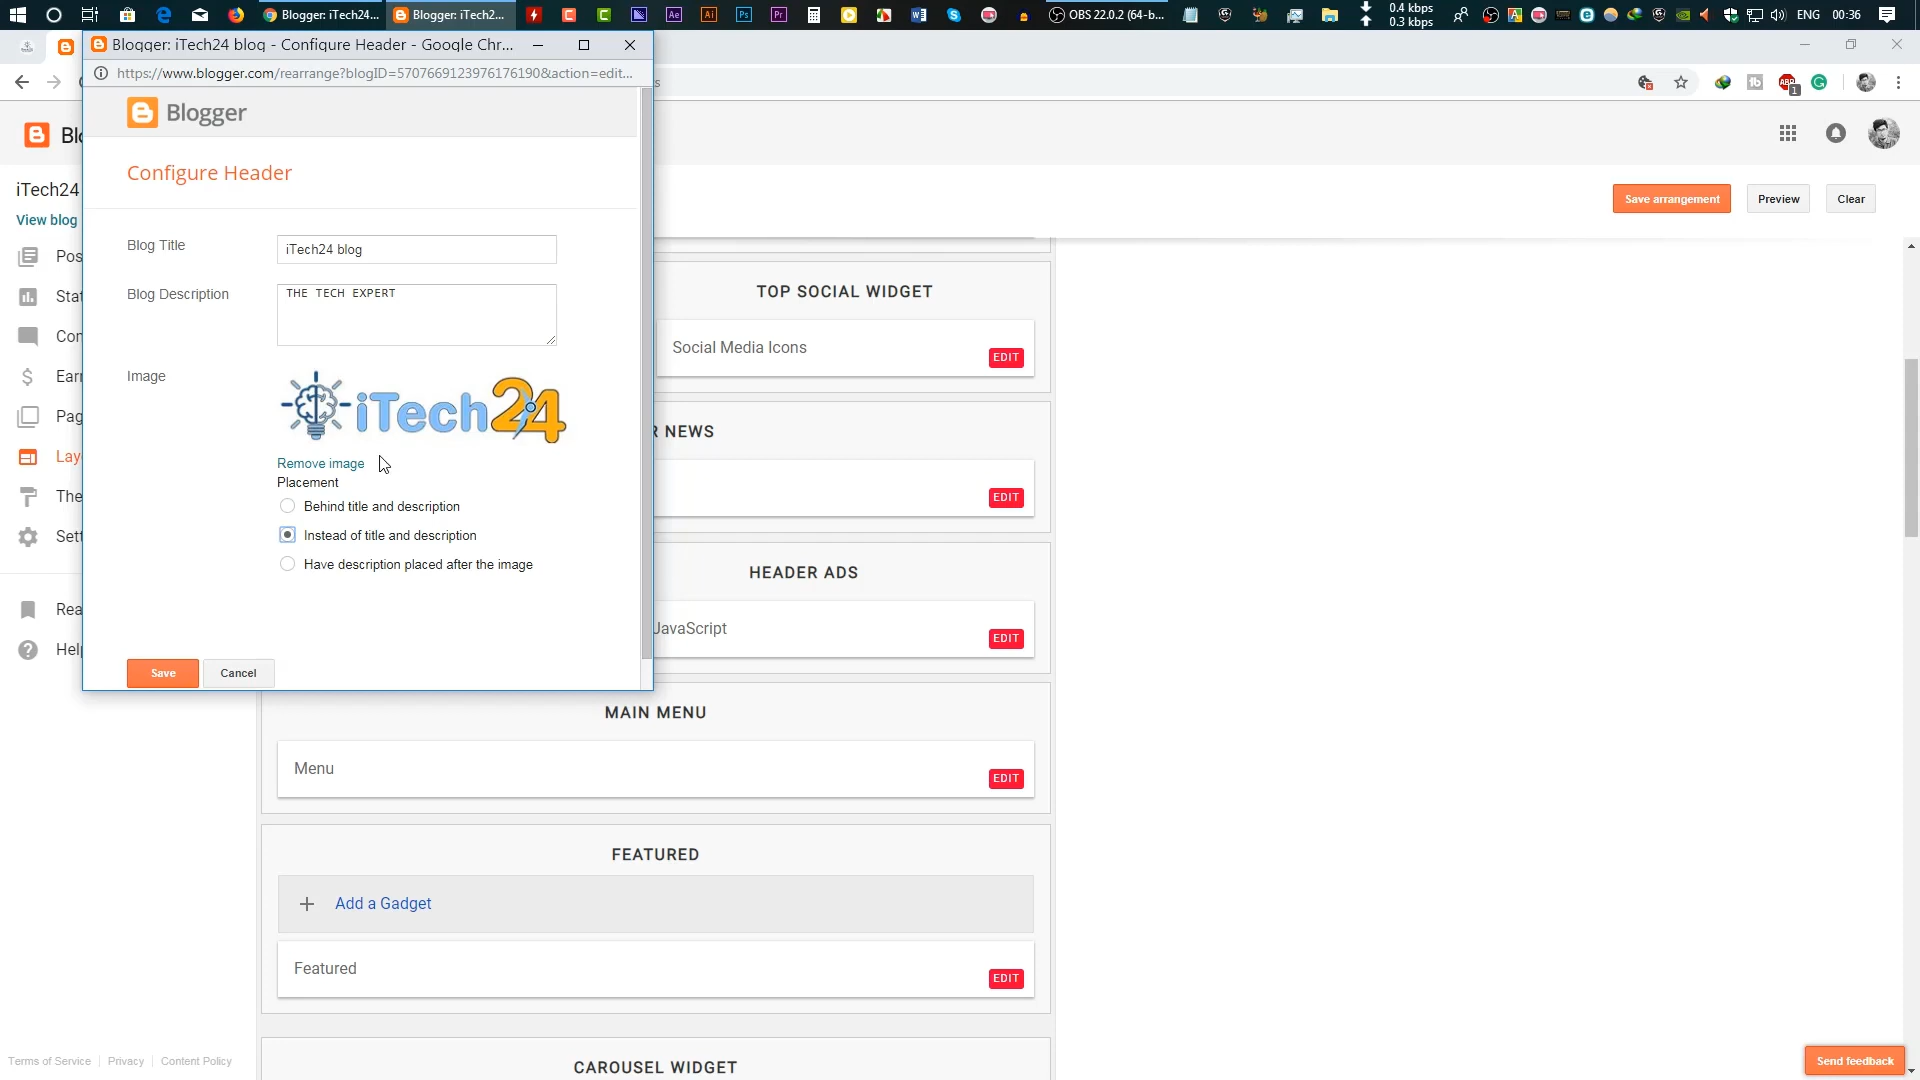 Blogger: iTech24...
Blogger: iTech2...
OBS 22.0.2 (64-b...
0.4 kbps
0.3 kbps
ENG
00:36
Blogger: iTech24 blog - Configure Header - Google Chr...
https://www.blogger.com/rearrange?blogID=5707669123976176190&action=edit...
Blogger
Configure Header
Blog Title
iTech24 blog
Blog Description
THE TECH EXPERT
Image
iTech24
Remove image
Placement
Behind title and description
Instead of title and description
Have description placed after the image
Save
Cancel
iTech24
View blog
Save arrangement
Preview
Clear
TOP SOCIAL WIDGET
Social Media Icons
EDIT
R NEWS
EDIT
HEADER ADS
JavaScript
EDIT
MAIN MENU
Menu
EDIT
FEATURED
Add a Gadget
Featured
EDIT
CAROUSEL WIDGET
Terms of Service
Privacy
Content Policy
Send feedback